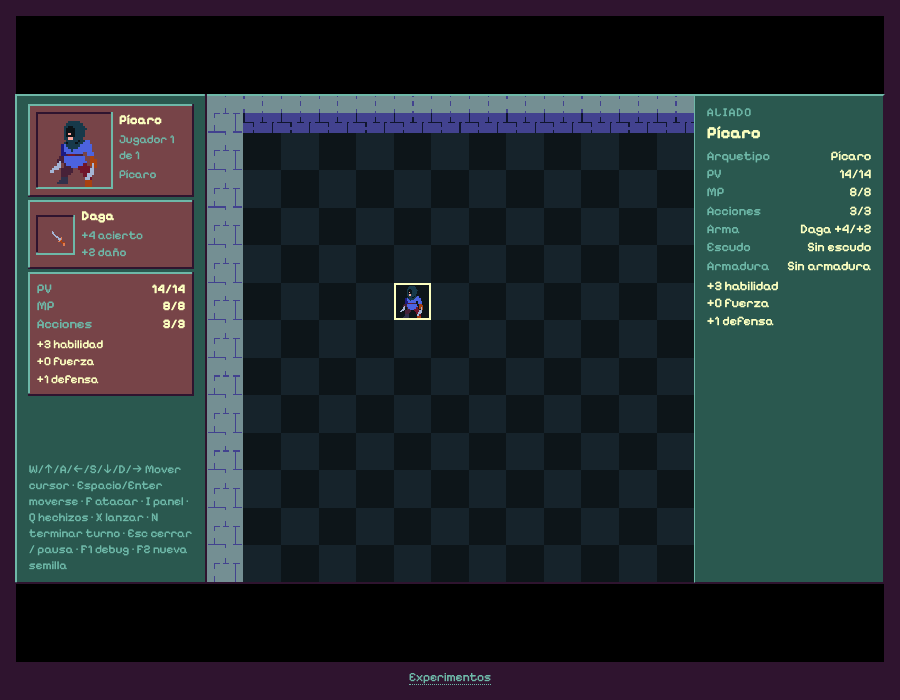 Pícaro
Jugador 1
de 1
Pícaro
Daga
+4 acierto
+2 daño
PV 14/14
MP 8/8
Acciones 3/3
+3 habilidad
+0 fuerza
+1 defensa
W/↑/A/←/S/↓/D/→ Mover
cursor · Espacio/Enter
moverse · F atacar · I panel ·
Q hechizos · X lanzar · N
terminar turno · Esc cerrar
/ pausa · F1 debug · F2 nueva
semilla
ALIADO
Pícaro
Arquetipo Pícaro
PV 14/14
MP 8/8
Acciones 3/3
Arma Daga +4/+2
Escudo Sin escudo
Armadura Sin armadura
+3 habilidad
+0 fuerza
+1 defensa
Experimentos